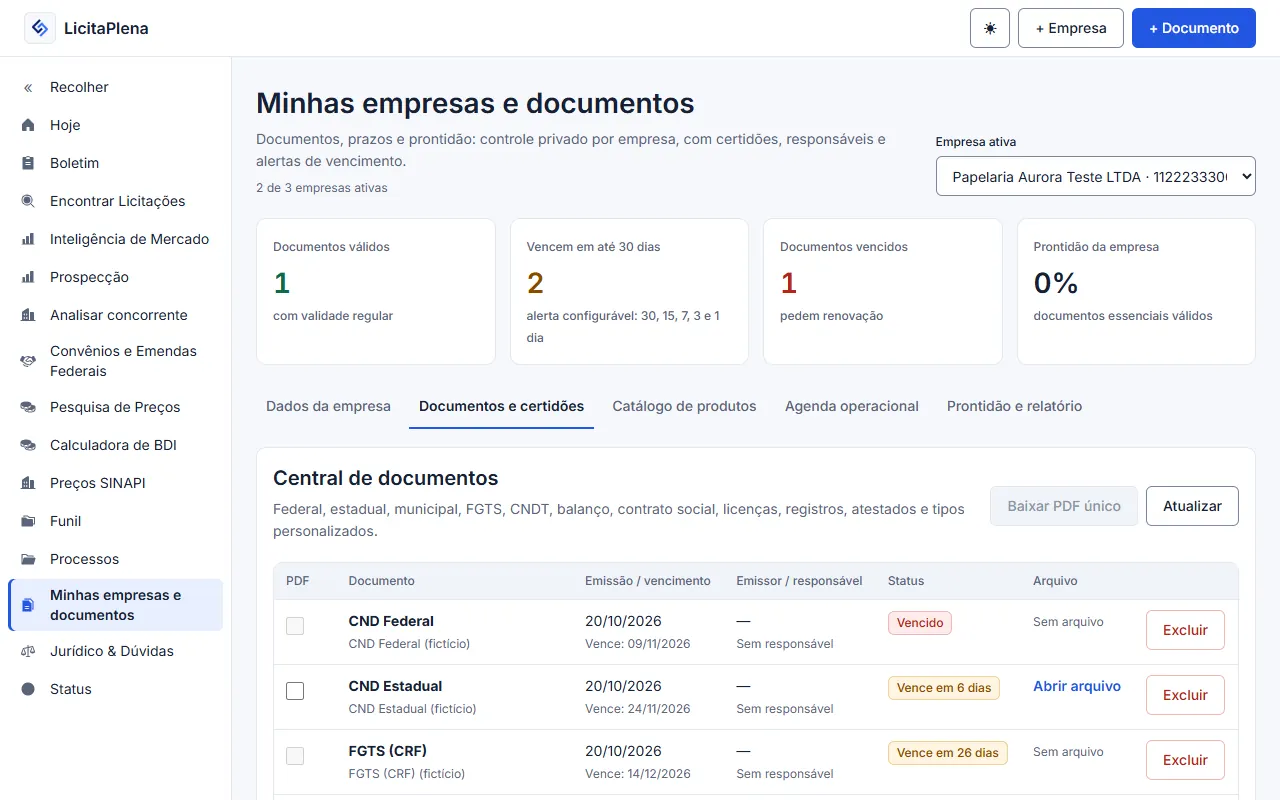 LicitaPlena
+ Empresa
+ Documento
« Recolher
Hoje
Boletim
Encontrar Licitações
Inteligência de Mercado
Prospecção
Analisar concorrente
Convênios e Emendas
Federais
Pesquisa de Preços
Calculadora de BDI
Preços SINAPI
Funil
Processos
Minhas empresas e
documentos
Jurídico & Dúvidas
Status
Minhas empresas e documentos
Documentos, prazos e prontidão: controle privado por empresa, com certidões, responsáveis e
alertas de vencimento.
2 de 3 empresas ativas
Empresa ativa
Papelaria Aurora Teste LTDA · 112223330
Documentos válidos
1
com validade regular
Vencem em até 30 dias
2
alerta configurável: 30, 15, 7, 3 e 1
dia
Documentos vencidos
1
pedem renovação
Prontidão da empresa
0%
documentos essenciais válidos
Dados da empresa
Documentos e certidões
Catálogo de produtos
Agenda operacional
Prontidão e relatório
Central de documentos
Federal, estadual, municipal, FGTS, CNDT, balanço, contrato social, licenças, registros, atestados e tipos
personalizados.
Baixar PDF único
Atualizar
PDF Documento Emissão / vencimento Emissor / responsável Status Arquivo
CND Federal 20/10/2026 — Vencido Sem arquivo Excluir
CND Federal (fictício) Vence: 09/11/2026 Sem responsável
CND Estadual 20/10/2026 — Vence em 6 dias Abrir arquivo Excluir
CND Estadual (fictício) Vence: 24/11/2026 Sem responsável
FGTS (CRF) 20/10/2026 — Vence em 26 dias Sem arquivo Excluir
FGTS (CRF) (fictício) Vence: 14/12/2026 Sem responsável